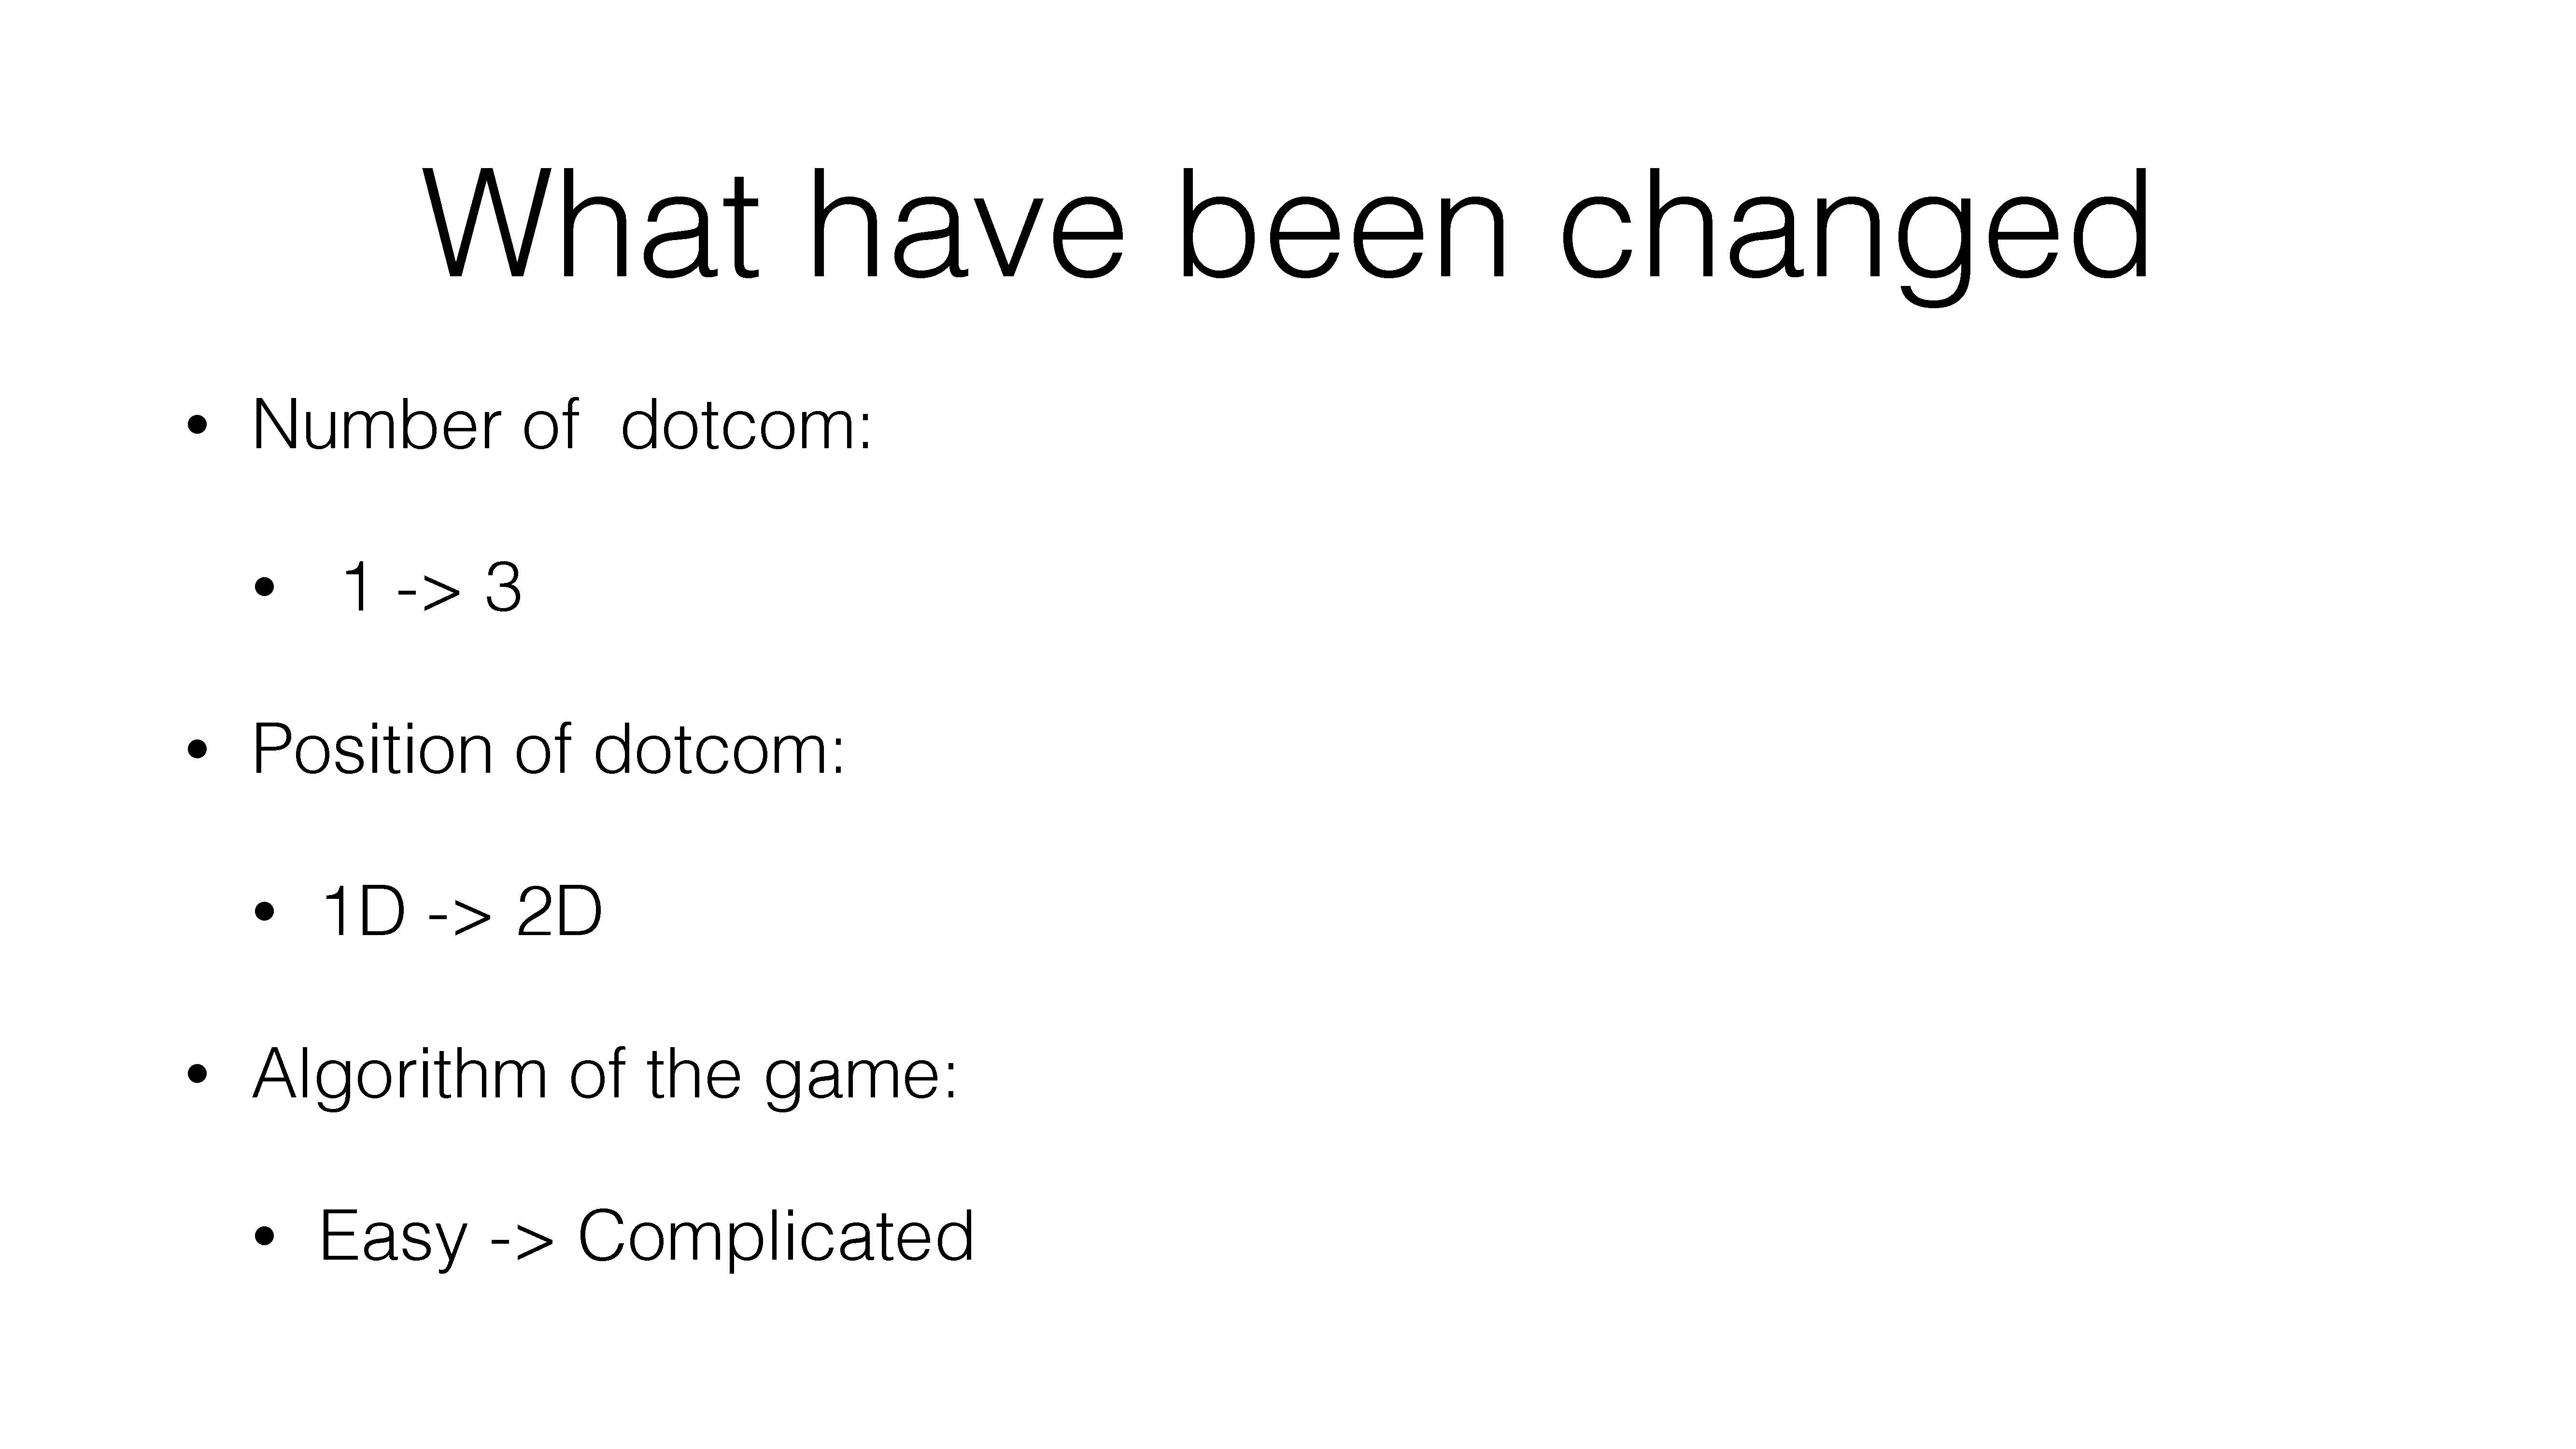 What have been changed
• Number of  dotcom:
•  1 -> 3
• Position of dotcom:
• 1D -> 2D
• Algorithm of the game:
• Easy -> Complicated